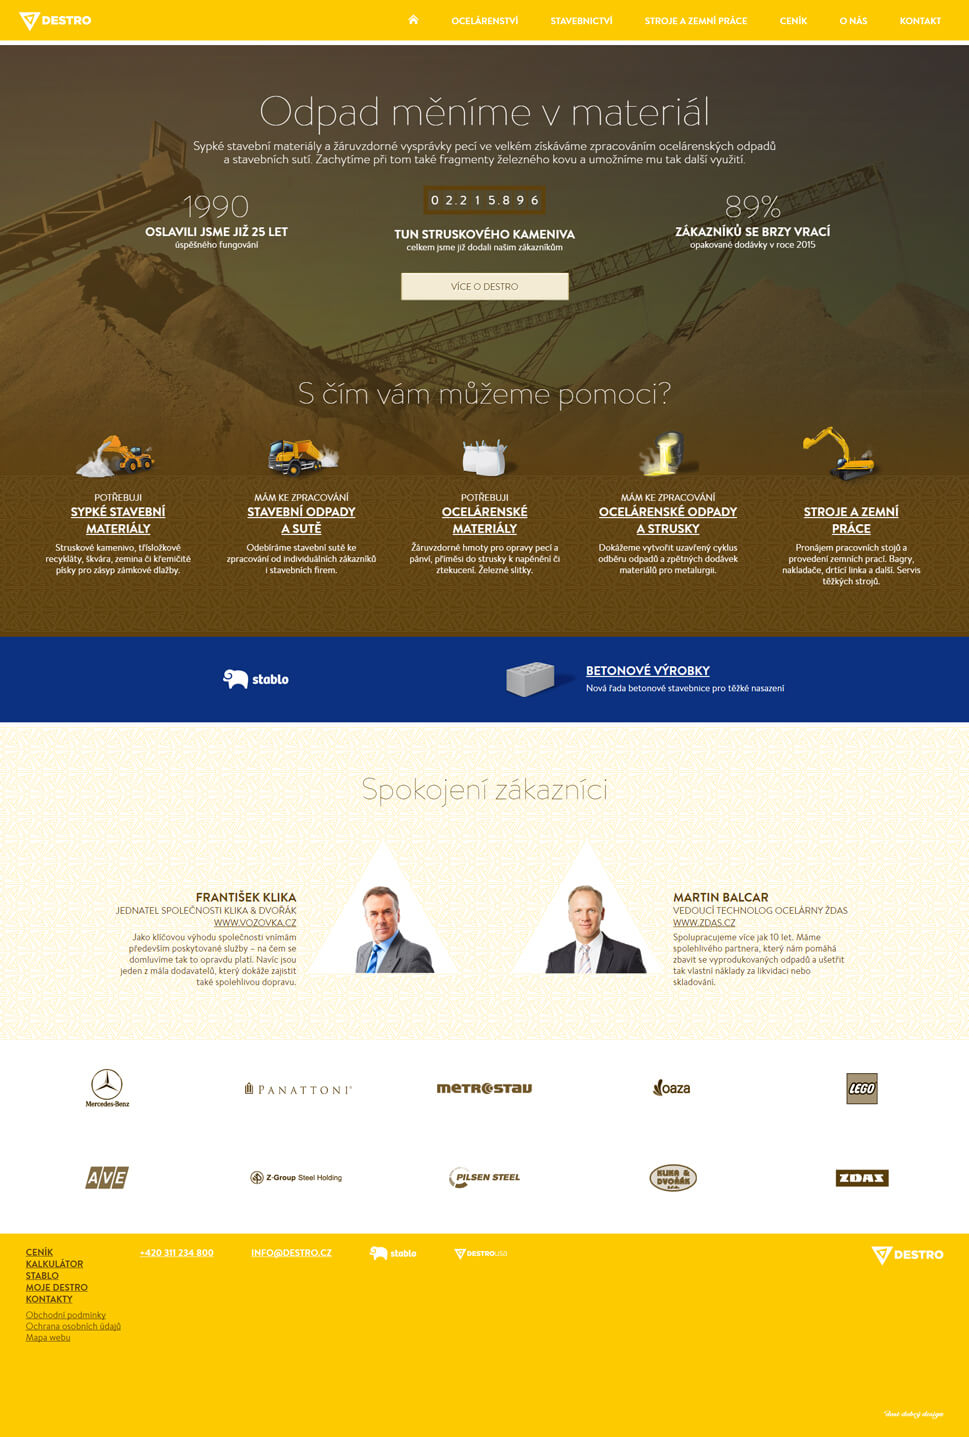 DESTRO
OCELÁRENSTVÍ
STAVEBNICTVÍ
STROJE A ZEMNÍ PRÁCE
CENÍK
O NÁS
KONTAKT
Odpad měníme v materiál
Sypké stavební materiály a žáruvzdorné vysprávky pecí ve velkém získáváme zpracováním ocelárenských odpadů
a stavebních sutí. Zachytíme při tom také fragmenty železného kovu a umožníme mu tak další využití.
1990
OSLAVILI JSME JIŽ 25 LET
úspěšného fungování
02.215.896
TUN STRUSKOVÉHO KAMENIVA
celkem jsme již dodali našim zákazníkům
89%
ZÁKAZNÍKŮ SE BRZY VRACÍ
opakované dodávky v roce 2015
VÍCE O DESTRO
S čím vám můžeme pomoci?
POTŘEBUJI
SYPKÉ STAVEBNÍ
MATERIÁLY
Struskové kamenivo, třísložkové
recykláty, škvára, zemina či křemičité
písky pro zásyp zámkové dlažby.
MÁM KE ZPRACOVÁNÍ
STAVEBNÍ ODPADY
A SUTĚ
Odebíráme stavební sutě ke
zpracování od individuálních zákazníků
i stavebních firem.
POTŘEBUJI
OCELÁRENSKÉ
MATERIÁLY
Žáruvzdorné hmoty pro opravy pecí a
pánví, příměsi do strusky k napěnění či
ztekucení. Železné slitky.
MÁM KE ZPRACOVÁNÍ
OCELÁRENSKÉ ODPADY
A STRUSKY
Dokážeme vytvořit uzavřený cyklus
odběru odpadů a zpětných dodávek
materiálů pro metalurgii.
STROJE A ZEMNÍ
PRÁCE
Pronájem pracovních stojů a
provedení zemních prací. Bagry,
nakladače, drtící linka a další. Servis
těžkých strojů.
stablo
BETONOVÉ VÝROBKY
Nová řada betonové stavebnice pro těžké nasazení
Spokojení zákazníci
FRANTIŠEK KLIKA
JEDNATEL SPOLEČNOSTI KLIKA & DVOŘÁK
WWW.VOZOVKA.CZ
Jako klíčovou výhodu společnosti vnímám
především poskytované služby – na čem se
domluvíme tak to opravdu platí. Navíc jsou
jeden z mála dodavatelů, který dokáže zajistit
také spolehlivou dopravu.
MARTIN BALCAR
VEDOUCÍ TECHNOLOG OCELÁRNY ŽDAS
WWW.ZDAS.CZ
Spolupracujeme více jak 10 let. Máme
spolehlivého partnera, který nám pomáhá
zbavit se vyprodukovaných odpadů a ušetřit
tak vlastní náklady za likvidaci nebo
skladování.
Mercedes-Benz
PANATTONI
METROSTAV
oaza
LEGO
AVE
Z-Group Steel Holding
PILSEN STEEL
KLIKA &
DVOŘÁK
s.r.o.
ŽDAS
CENÍK
KALKULÁTOR
STABLO
MOJE DESTRO
KONTAKTY
Obchodní podmínky
Ochrana osobních údajů
Mapa webu
+420 311 234 800
INFO@DESTRO.CZ
stablo
DESTRO USA
DESTRO